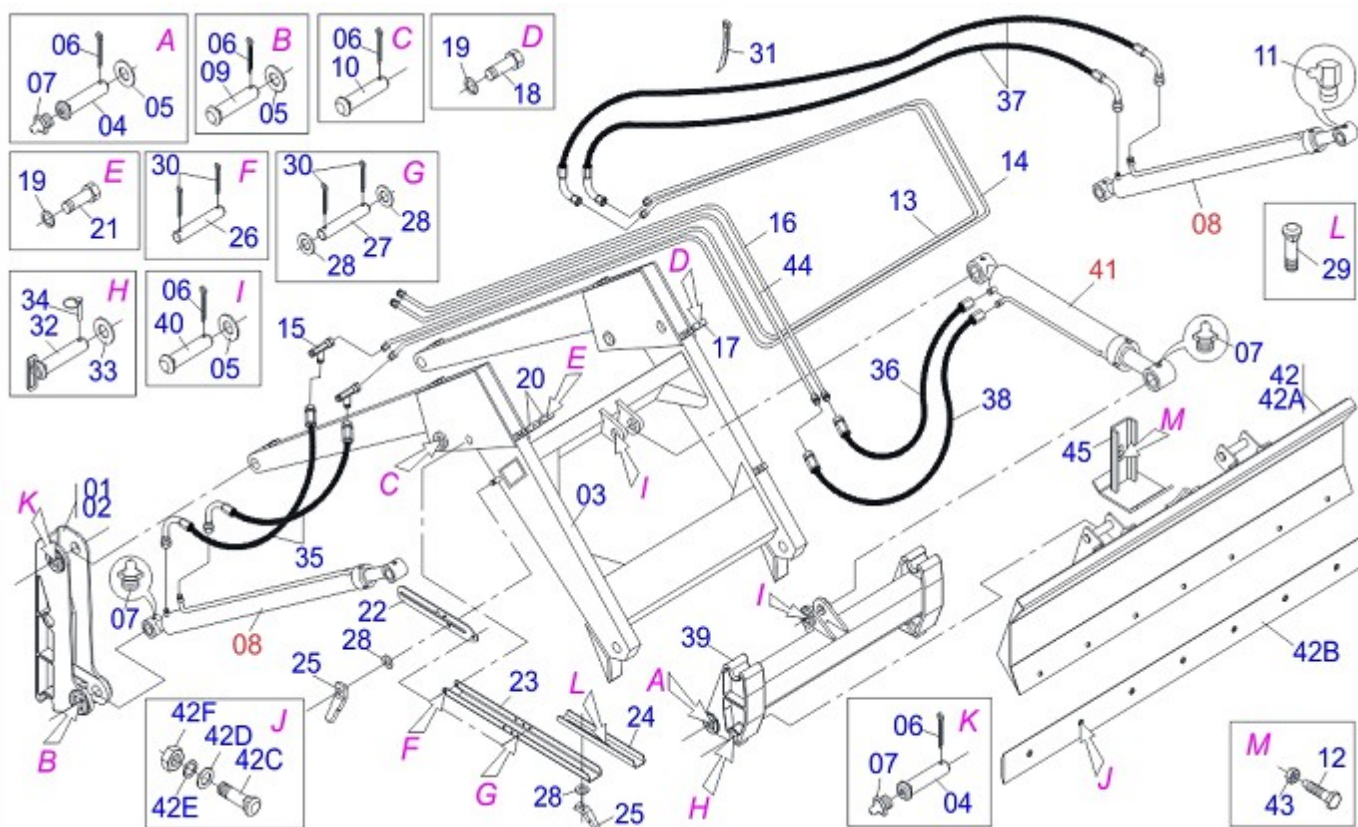 06 A
07
04
05
06 B
09
05
06 C
10
19 D
18
31
37
11
08
19 E
21
30 F
26
30 G
28
27
28
14
13
16
44
L
29
34 H
32
33
06 I
40
05
15
D
17
41
07
20 E
36
38
42
42A
45 M
C
I
03
K
01
02
35
07
08
22
28
25
I
39
42B
23
L
24
A
F
G
28
25
H
B
42F J
42D
42C
42E
06 K
07
04
J
M
12
43